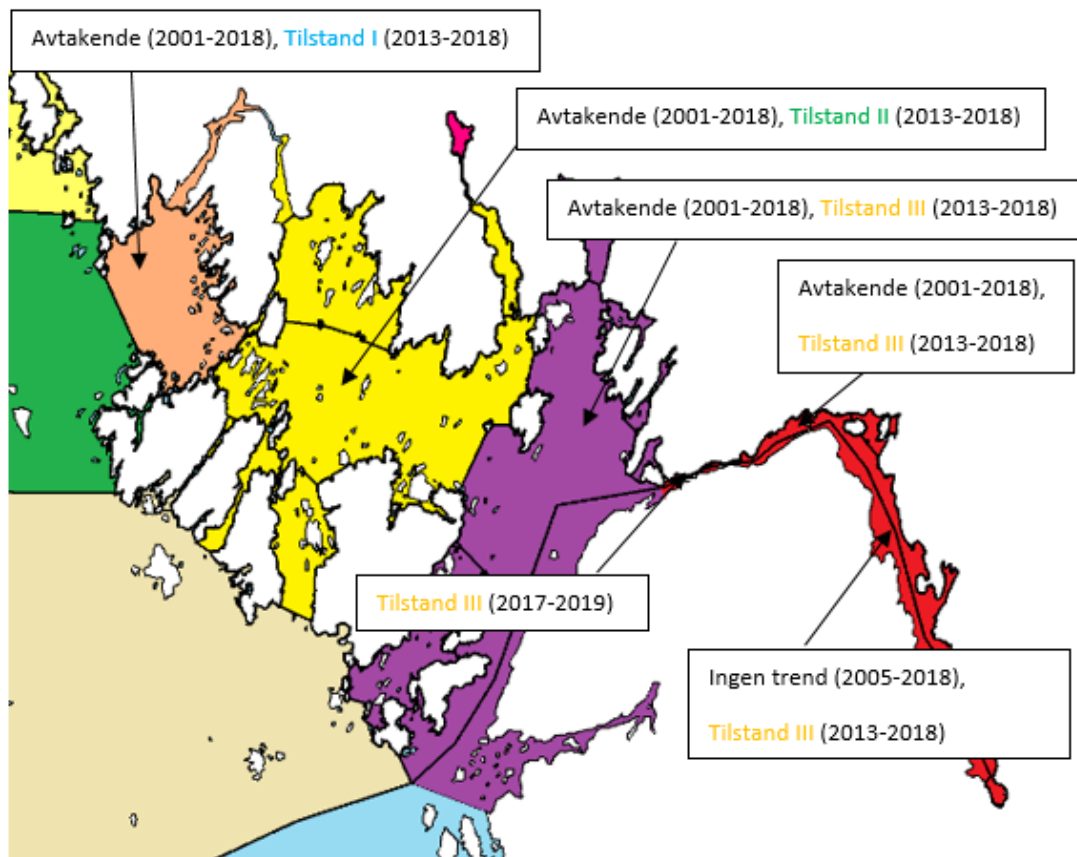 Avtakende (2001-2018), Tilstand I (2013-2018)
Avtakende (2001-2018), Tilstand II (2013-2018)
Avtakende (2001-2018), Tilstand III (2013-2018)
Avtakende (2001-2018),
Tilstand III (2013-2018)
Tilstand III (2017-2019)
Ingen trend (2005-2018),
Tilstand III (2013-2018)